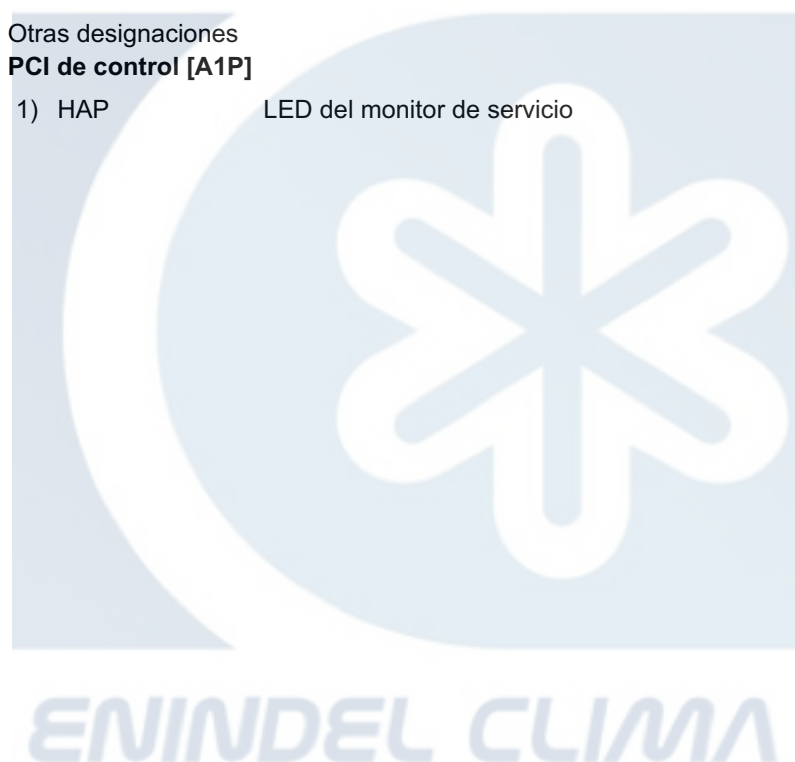 Otras designaciones
PCI de control [A1P]
1) HAP LED del monitor de servicio
ENINDEL CLIMA